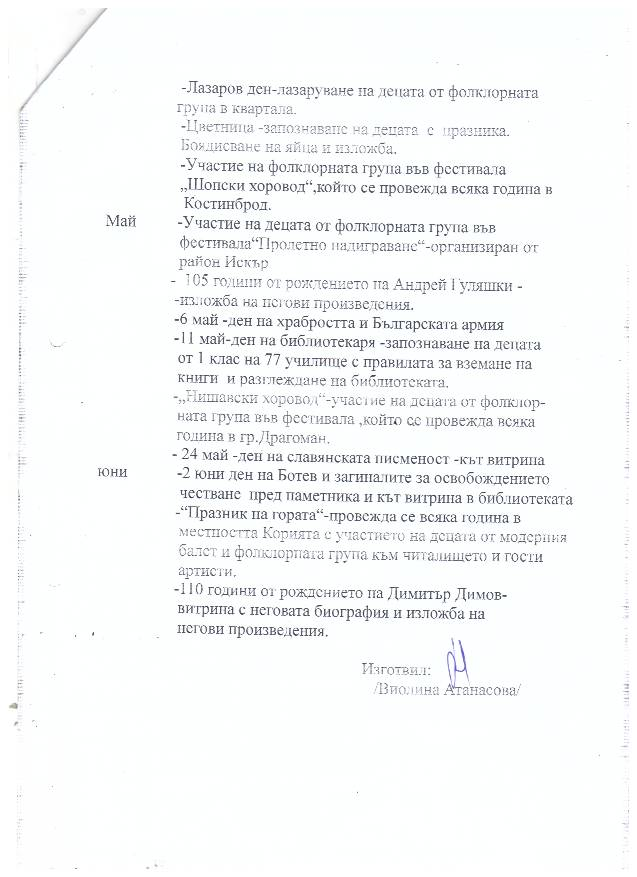 -Лазаров ден-лазаруване на децата от фолклорната
група в квартала.
-Цветница -запознаване на децата с празника.
Боядисване на яйца и изложба.
-Участие на фолклорната група във фестивала
„Шопски хоровод“,който се провежда всяка година в
Костинброд.
Май -Участие на децата от фолклорната група във
фестивала“Пролетно надиграване“-организиран от
район Искър
- 105 години от рождението на Андрей Гуляшки -
-изложба на негови произведения.
-6 май -ден на храбростта и Българската армия
-11 май-ден на библиотекаря -запознаване на децата
от 1 клас на 77 училище с правилата за вземане на
книги и разглеждане на библиотеката.
-„Нишавски хоровод“-участие на децата от фолклор-
ната група във фестивала ,който се провежда всяка
година в гр.Драгоман.
- 24 май -ден на славянската писменост -кът витрина
юни -2 юни ден на Ботев и загиналите за освобождението
честване пред паметника и кът витрина в библиотеката
-“Празник на гората“-провежда се всяка година в
местността Корията с участието на децата от модерния
балет и фолклорната група към читалището и гости
артисти.
-110 години от рождението на Димитър Димов-
витрина с неговата биография и изложба на
негови произведения.
Изготвил:
/Виолина Атанасова/